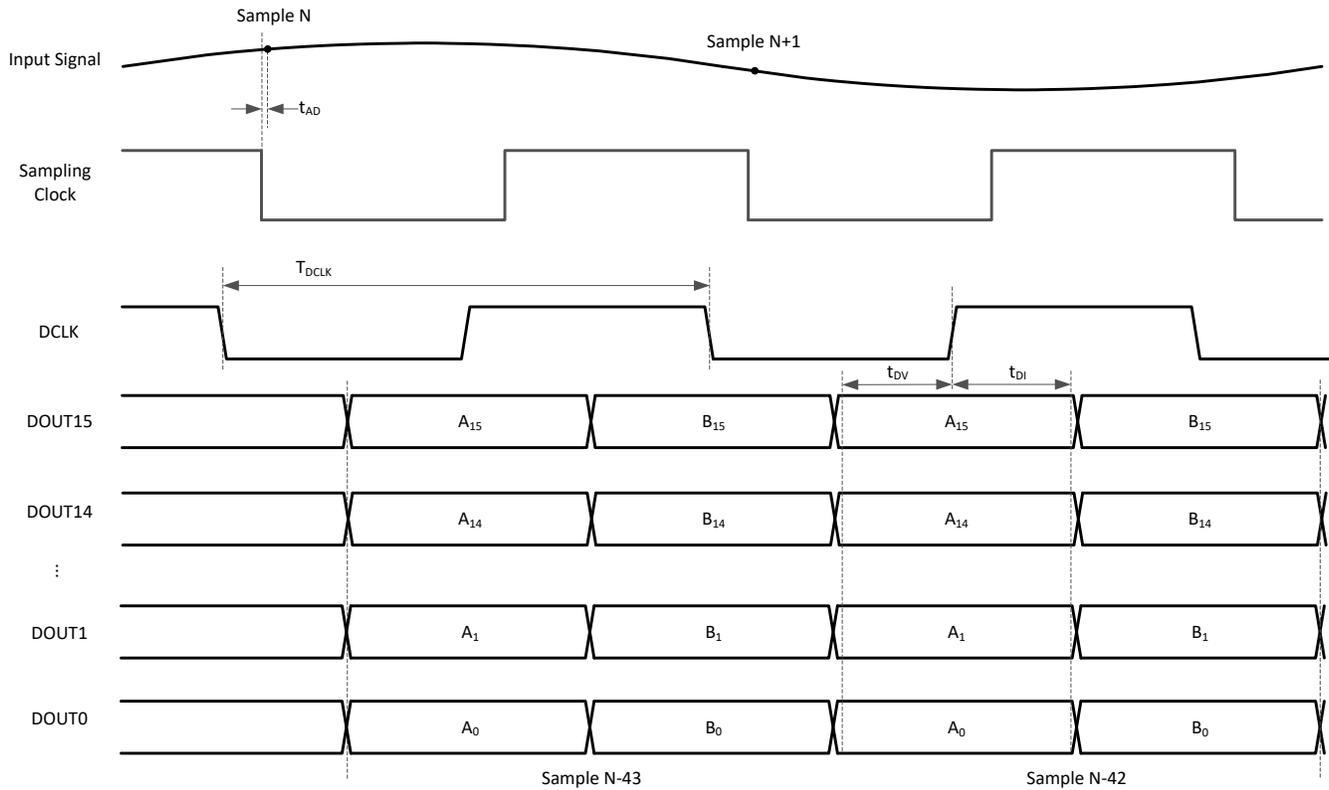 Sample N
Input Signal
Sample N+1
tAD
Sampling
Clock
TDCLK
DCLK
tDV
tDI
DOUT15
A15
B15
A15
B15
DOUT14
A14
B14
A14
B14
...
DOUT1
A1
B1
A1
B1
DOUT0
A0
B0
A0
B0
Sample N-43
Sample N-42